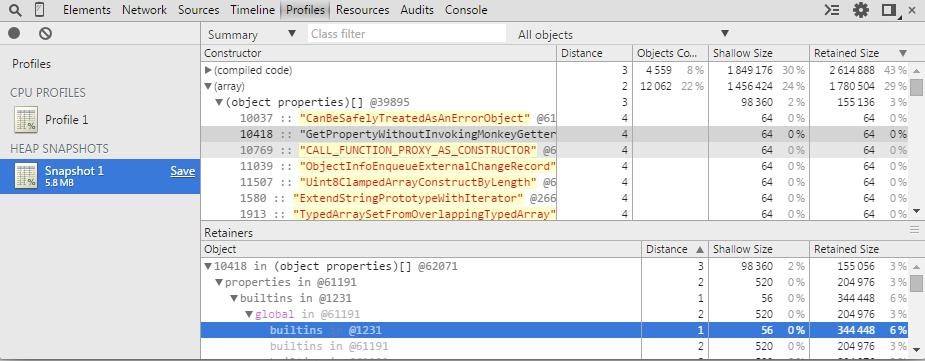 Elements Network Sources Timeline Profiles Resources Audits Console
Summary ▼ Class filter All objects ▼
Profiles
CPU PROFILES
Profile 1
HEAP SNAPSHOTS
Snapshot 1 Save
5.8 MB
Constructor Distance Objects Co... Shallow Size Retained Size ▼
▶(compiled code) 3 4 559 8 % 1 849 176 30 % 2 614 888 43 %
▼(array) 2 12 062 22 % 1 456 424 24 % 1 780 504 29 %
▼(object properties)[] @39895 3 98 360 2 % 155 136 3 %
10037 :: "CanBeSafelyTreatedAsAnErrorObject" @61 4 64 0 % 64 0 %
10418 :: "GetPropertyWithoutInvokingMonkeyGetter 4 64 0 % 64 0 %
10769 :: "CALL_FUNCTION_PROXY_AS_CONSTRUCTOR" @6 4 64 0 % 64 0 %
11039 :: "ObjectInfoEnqueueExternalChangeRecord" 4 64 0 % 64 0 %
11507 :: "Uint8ClampedArrayConstructByLength" @6 4 64 0 % 64 0 %
1580 :: "ExtendStringPrototypeWithIterator" @266 4 64 0 % 64 0 %
1913 :: "TypedArraySetFromOverlappingTypedArray" 4 64 0 % 64 0 %
Retainers
Object Distance ▲ Shallow Size Retained Size
▼10418 in (object properties)[] @62071 3 98 360 2 % 155 056 3 %
▼properties in @61191 2 520 0 % 204 976 3 %
▼builtins in @1231 1 56 0 % 344 448 6 %
▼global in @61191 2 520 0 % 204 976 3 %
builtins in @1231 1 56 0 % 344 448 6 %
builtins in @61191 2 520 0 % 204 976 3 %